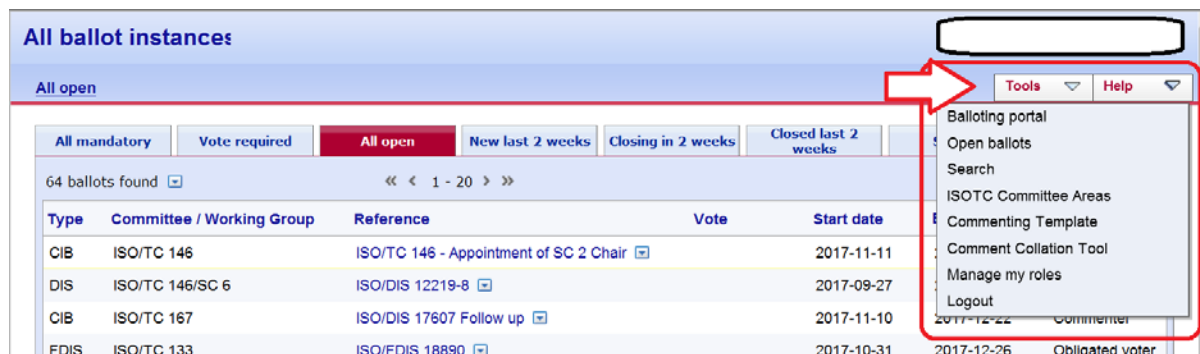 All ballot instances
All open
Tools Help
All mandatory Vote required All open New last 2 weeks Closing in 2 weeks Closed last 2 weeks
64 ballots found « < 1 - 20 > »
Type Committee / Working Group Reference Vote Start date
CIB ISO/TC 146 ISO/TC 146 - Appointment of SC 2 Chair 2017-11-11
DIS ISO/TC 146/SC 6 ISO/DIS 12219-8 2017-09-27
CIB ISO/TC 167 ISO/DIS 17607 Follow up 2017-11-10 2017-12-22 Commenter
FDIS ISO/TC 133 ISO/FDIS 18890 2017-10-31 2017-12-26 Obligated voter
Balloting portal
Open ballots
Search
ISOTC Committee Areas
Commenting Template
Comment Collation Tool
Manage my roles
Logout